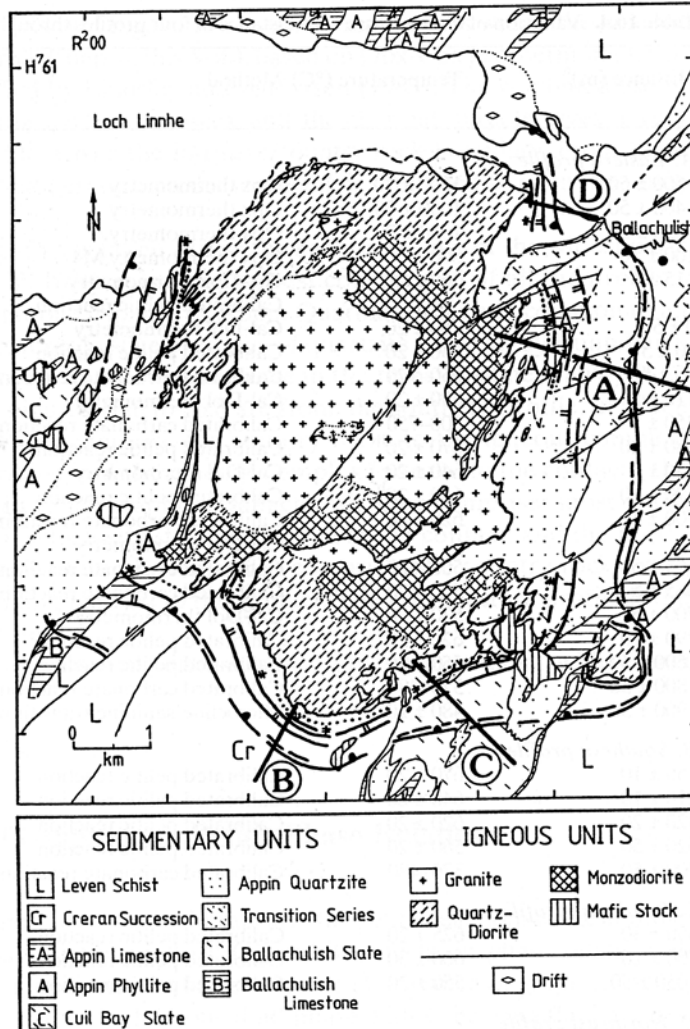 R²00
H⁷61
Loch Linnhe
A
A
A
A
B
L
N
D
L
Ballachulish
A
A
A
C
A
A
A
A
L
A
A
A
A
A
B
L
L
L
L
0 1
km
Cr
B
C
SEDIMENTARY UNITS
L Leven Schist
Cr Creran Succession
A Appin Limestone
A Appin Phyllite
C Cuil Bay Slate
Appin Quartzite
Transition Series
Ballachulish Slate
B Ballachulish
Limestone
IGNEOUS UNITS
Granite
Quartz-
Diorite
Monzodiorite
Mafic Stock
Drift